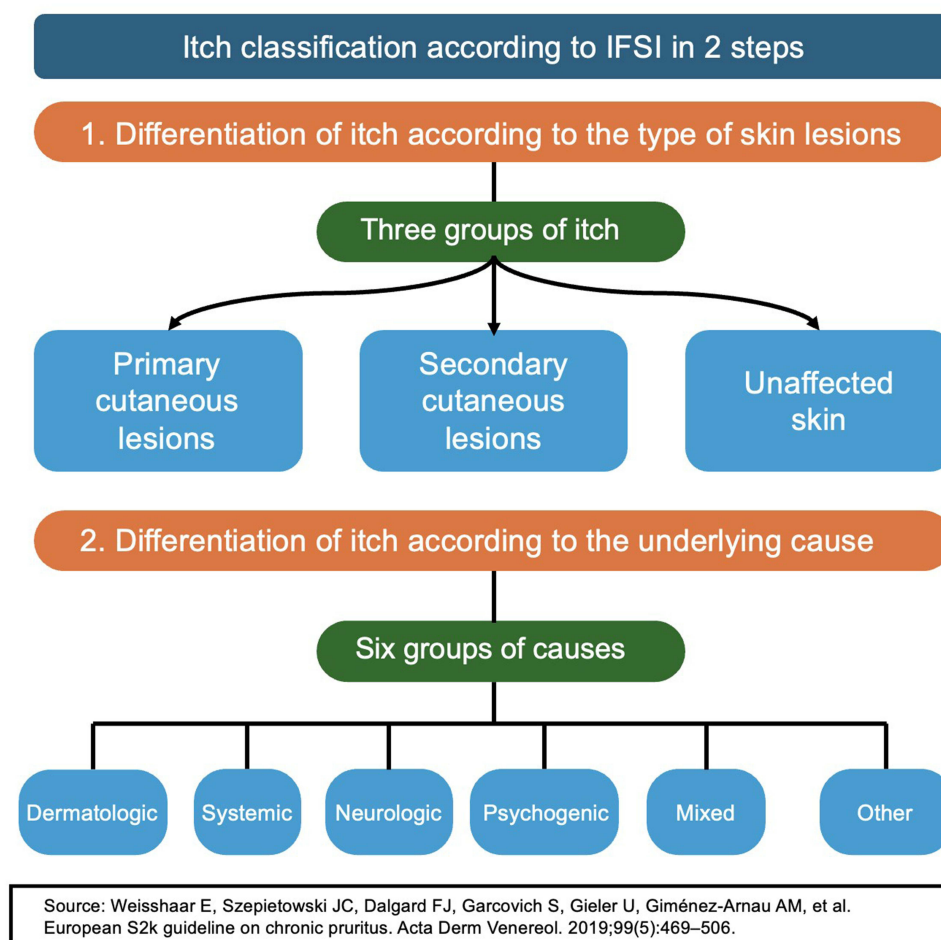 Itch classification according to IFSI in 2 steps
1. Differentiation of itch according to the type of skin lesions
Three groups of itch
Primary
cutaneous
lesions
Secondary
cutaneous
lesions
Unaffected
skin
2. Differentiation of itch according to the underlying cause
Six groups of causes
Dermatologic
Systemic
Neurologic
Psychogenic
Mixed
Other
Source: Weisshaar E, Szepietowski JC, Dalgard FJ, Garcovich S, Gieler U, Giménez-Arnau AM, et al.
European S2k guideline on chronic pruritus. Acta Derm Venereol. 2019;99(5):469–506.